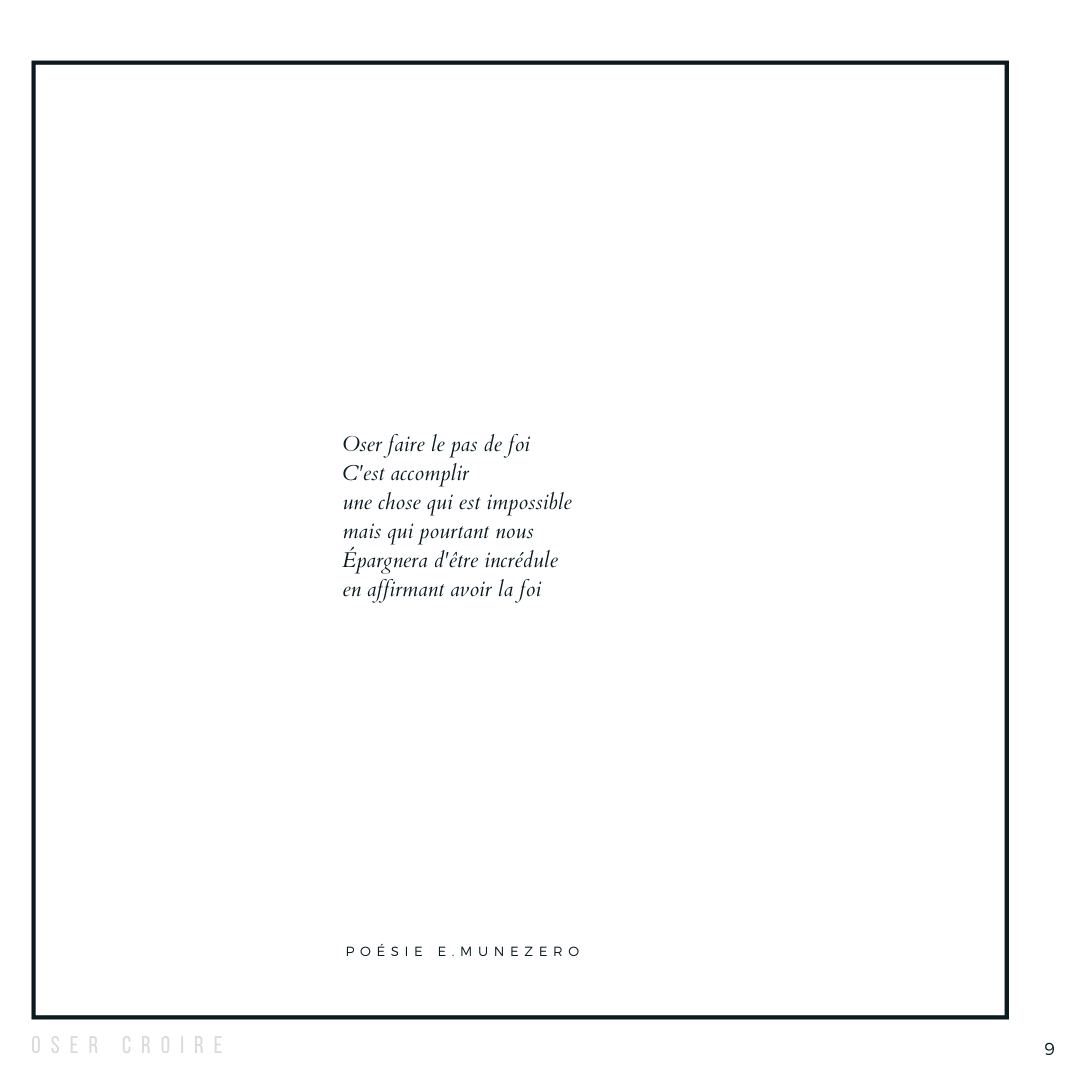 Oser faire le pas de foi
C'est accomplir
une chose qui est impossible
mais qui pourtant nous
Épargnera d'être incrédule
en affirmant avoir la foi
POÉSIE E.MUNEZERO
OSER CROIRE
9